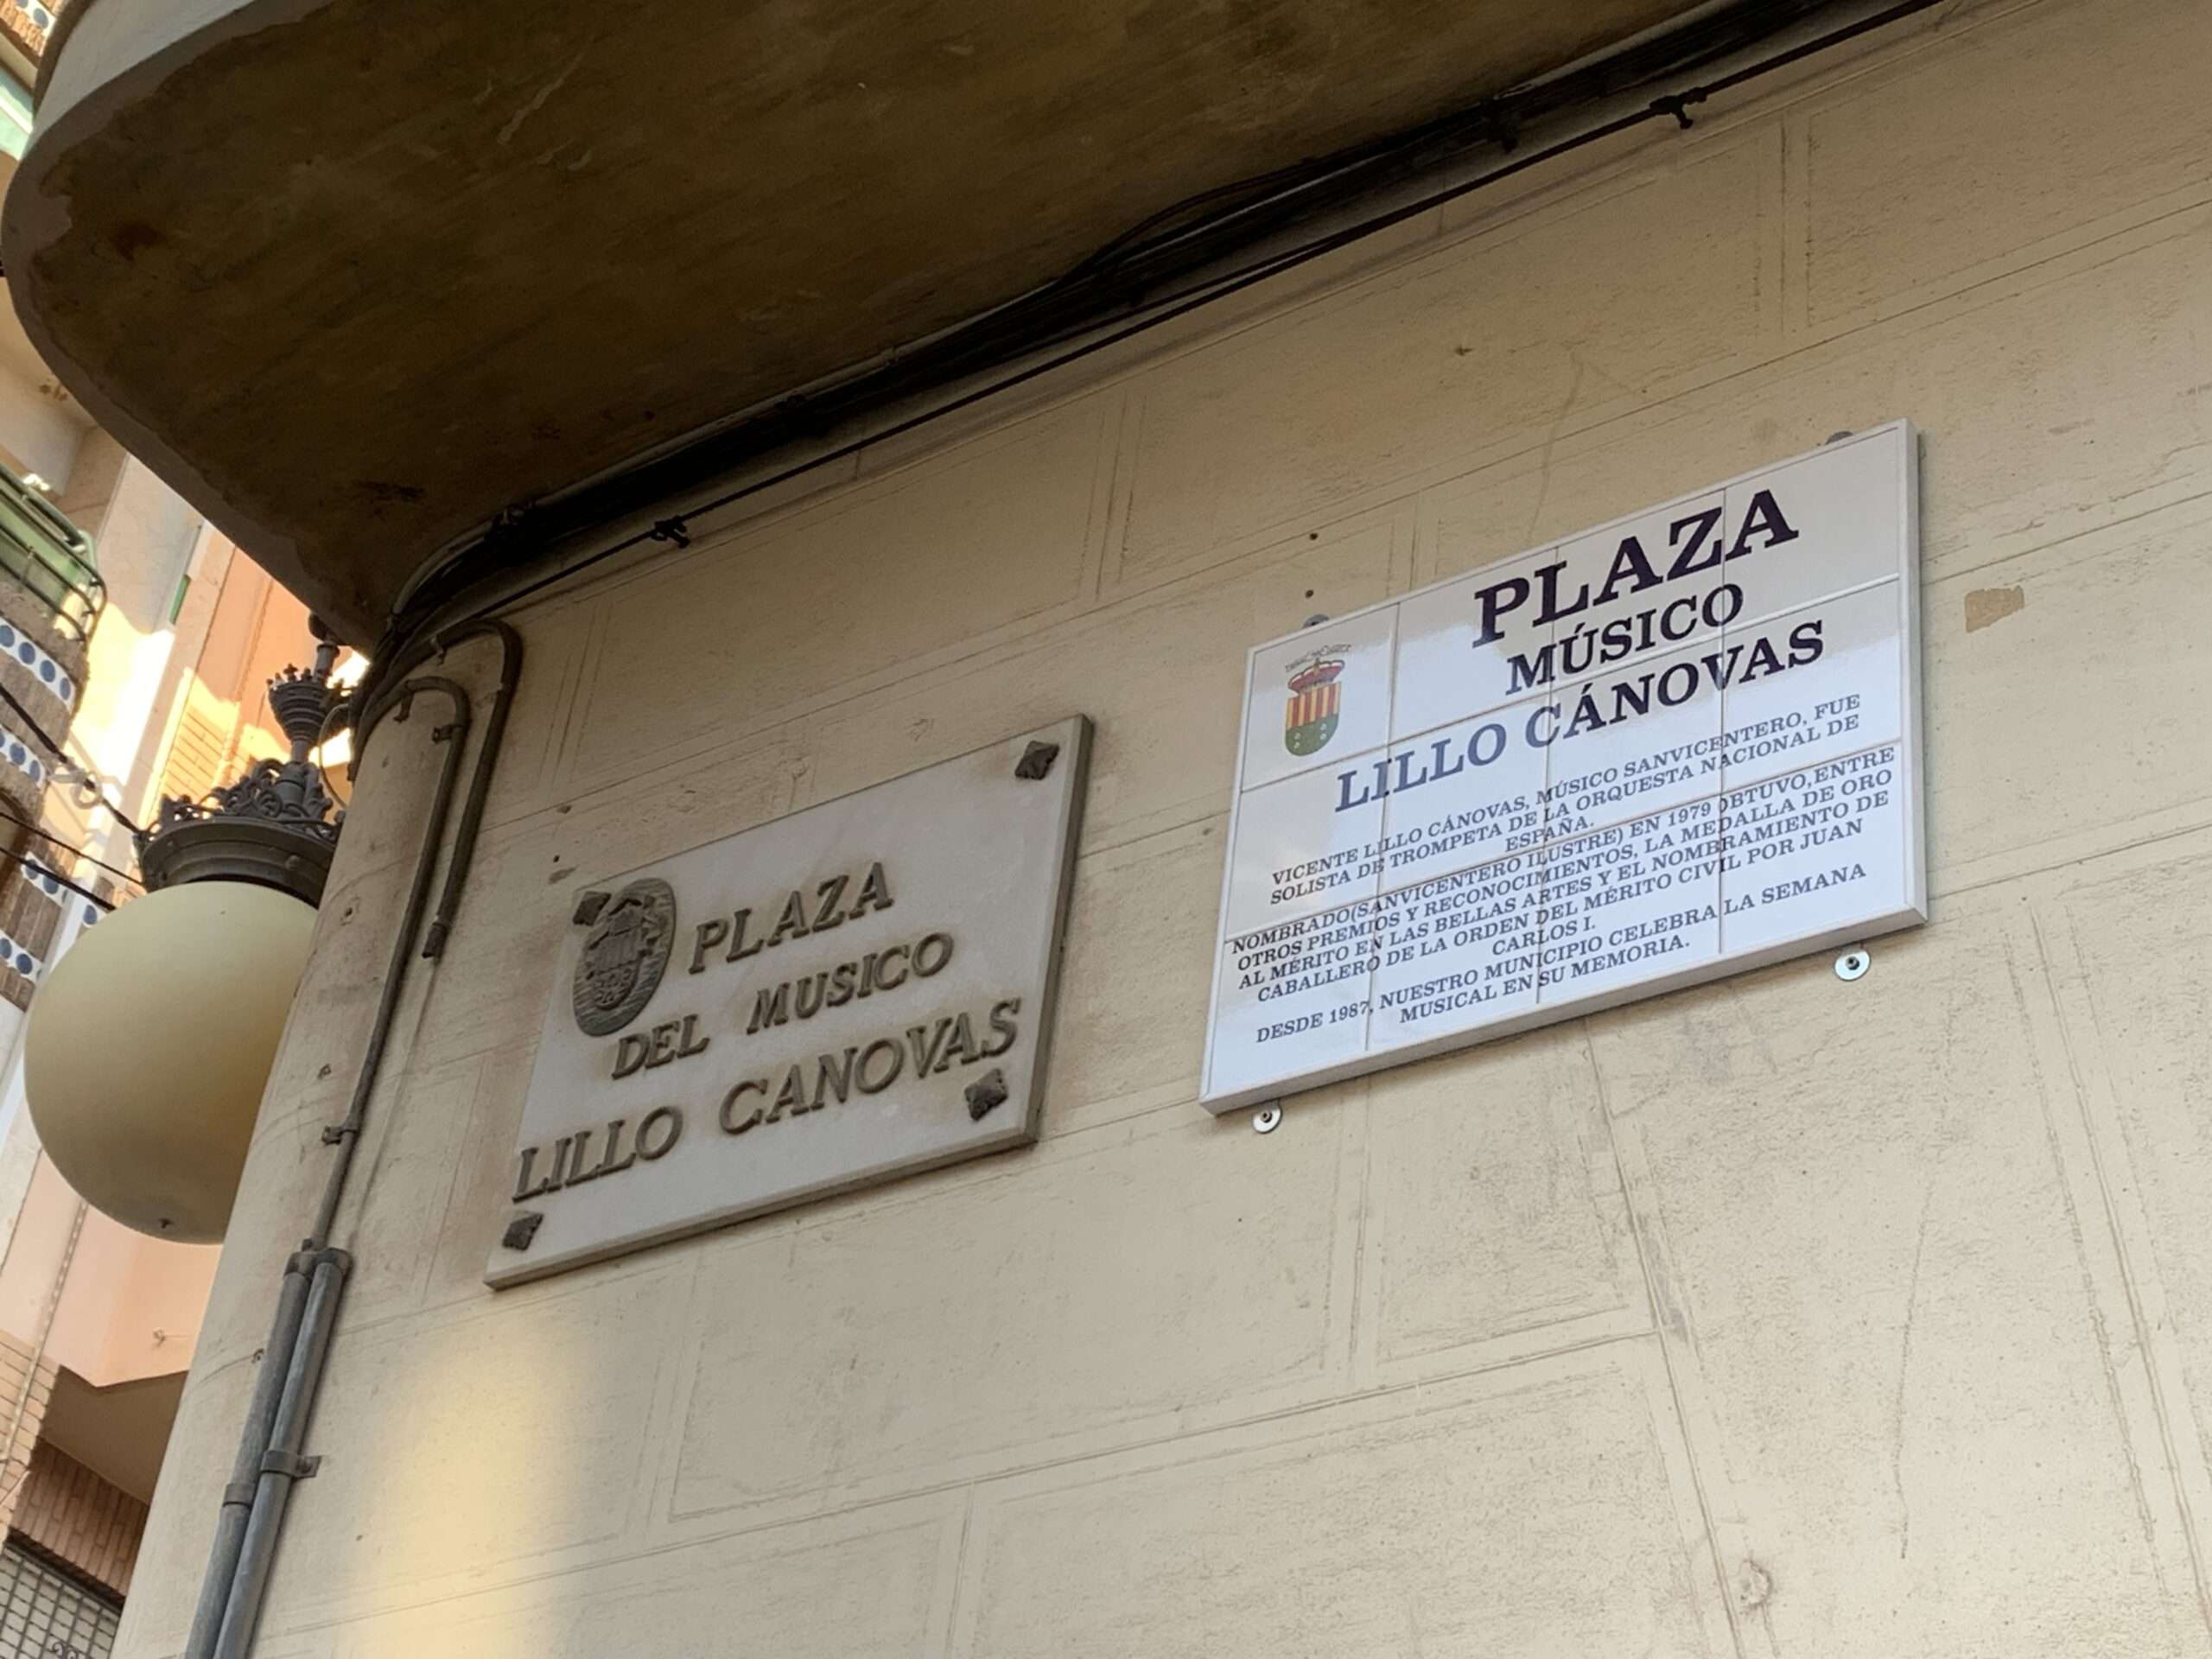 PLAZA
DEL MUSICO
LILLO CANOVAS
PLAZA
MÚSICO
LILLO CÁNOVAS
VICENTE LILLO CÁNOVAS, MÚSICO SANVICENTERO, FUE
SOLISTA DE TROMPETA DE LA ORQUESTA NACIONAL DE
ESPAÑA.
NOMBRADO(SANVICENTERO ILUSTRE) EN 1979 OBTUVO,ENTRE
OTROS PREMIOS Y RECONOCIMIENTOS, LA MEDALLA DE ORO
AL MÉRITO EN LAS BELLAS ARTES Y EL NOMBRAMIENTO DE
CABALLERO DE LA ORDEN DEL MÉRITO CIVIL POR JUAN
CARLOS I.
DESDE 1987, NUESTRO MUNICIPIO CELEBRA LA SEMANA
MUSICAL EN SU MEMORIA.